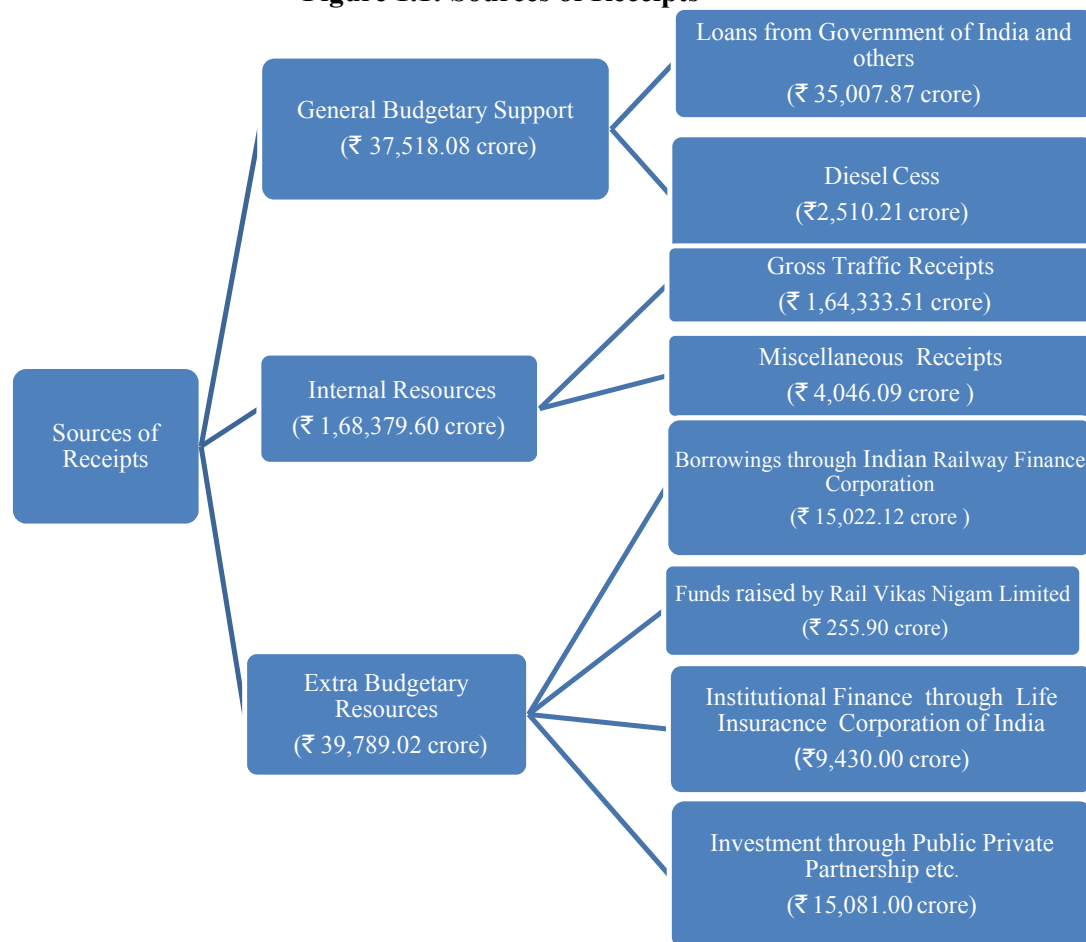 Figure 1.1: Sources of Receipts
Loans from Government of India and
others
(₹ 35,007.87 crore)
General Budgetary Support
(₹ 37,518.08 crore)
Diesel Cess
(₹2,510.21 crore)
Gross Traffic Receipts
(₹ 1,64,333.51 crore)
Internal Resources
(₹ 1,68,379.60 crore)
Miscellaneous Receipts
(₹ 4,046.09 crore )
Sources of
Receipts
Borrowings through Indian Railway Finance
Corporation
(₹ 15,022.12 crore )
Funds raised by Rail Vikas Nigam Limited
(₹ 255.90 crore)
Extra Budgetary
Resources
(₹ 39,789.02 crore)
Institutional Finance through Life
Insuracnce Corporation of India
(₹9,430.00 crore)
Investment through Public Private
Partnership etc.
(₹ 15,081.00 crore)